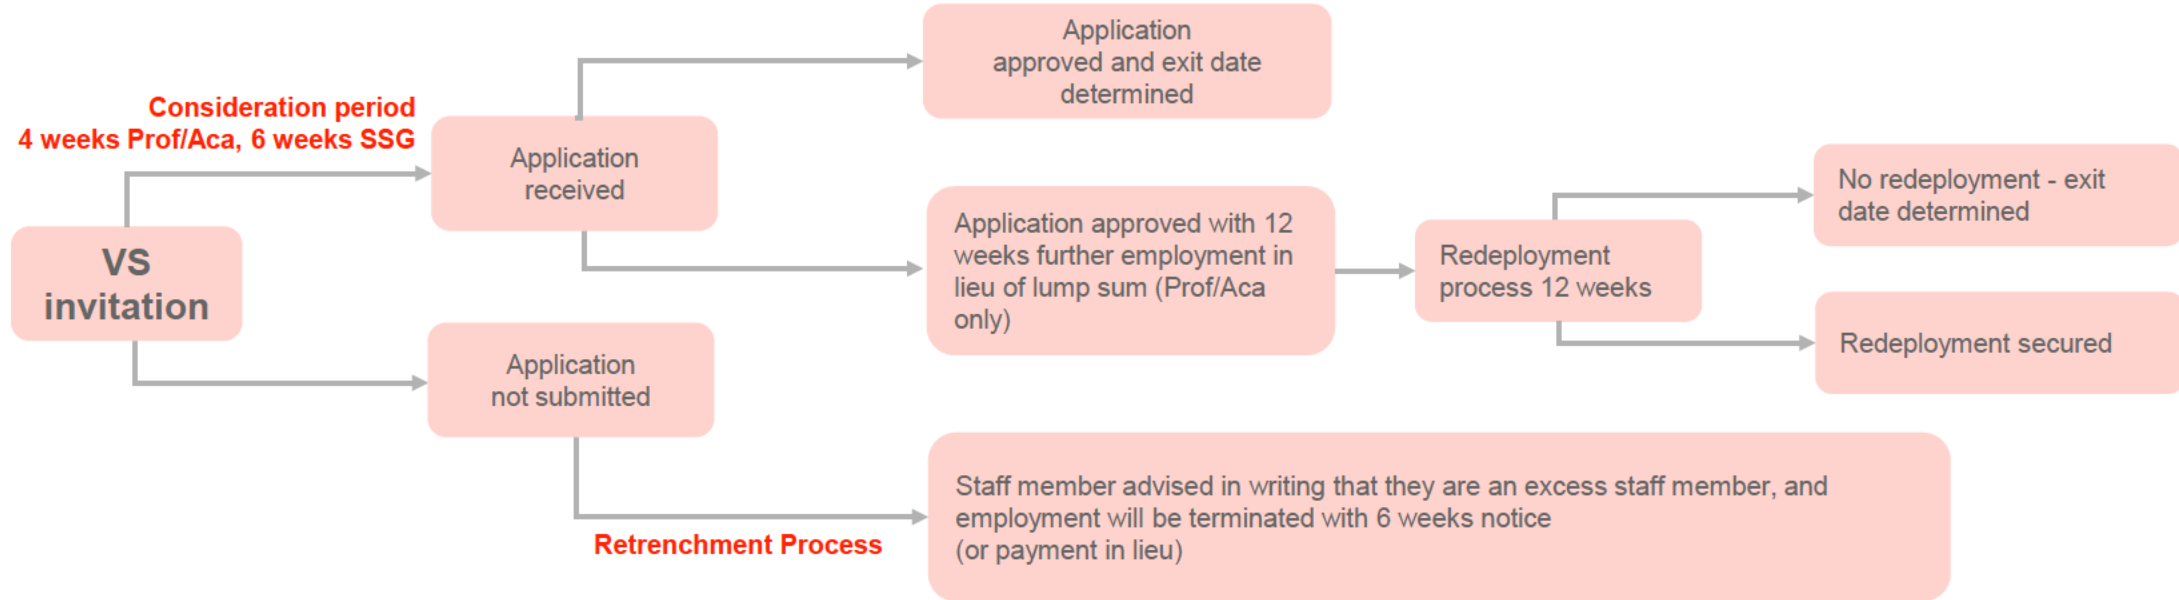 Application
approved and exit date
determined
Consideration period
4 weeks Prof/Aca, 6 weeks SSG
Application
received
No redeployment - exit
date determined
Application approved with 12
weeks further employment in
lieu of lump sum (Prof/Aca
only)
VS
invitation
Redeployment
process 12 weeks
Redeployment secured
Application
not submitted
Staff member advised in writing that they are an excess staff member, and
employment will be terminated with 6 weeks notice
(or payment in lieu)
Retrenchment Process